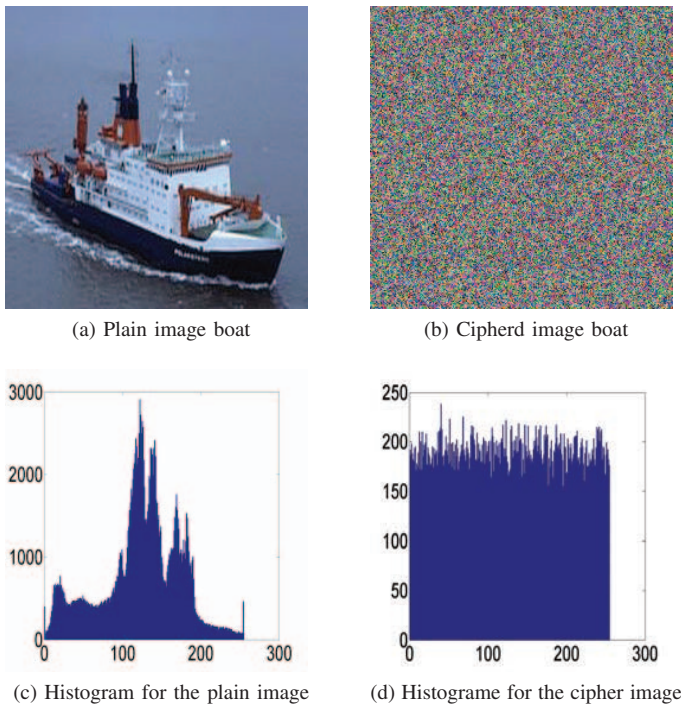 (a) Plain image boat
(b) Cipherd image boat
3000
2000
1000
0
0 100 200 300
(c) Histogram for the plain image
250
200
150
100
50
0
0 100 200 300
(d) Histograme for the cipher image